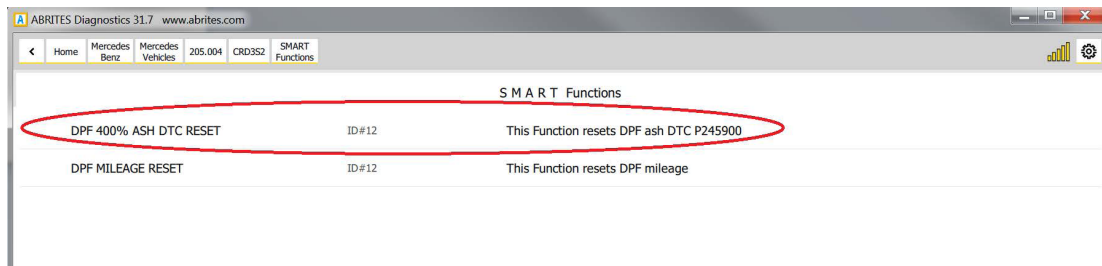 A ABRITES Diagnostics 31.7 www.abrites.com
Home Mercedes Benz Mercedes Vehicles 205.004 CRD3S2 SMART Functions
S M A R T Functions
DPF 400% ASH DTC RESET ID#12 This Function resets DPF ash DTC P245900
DPF MILEAGE RESET ID#12 This Function resets DPF mileage